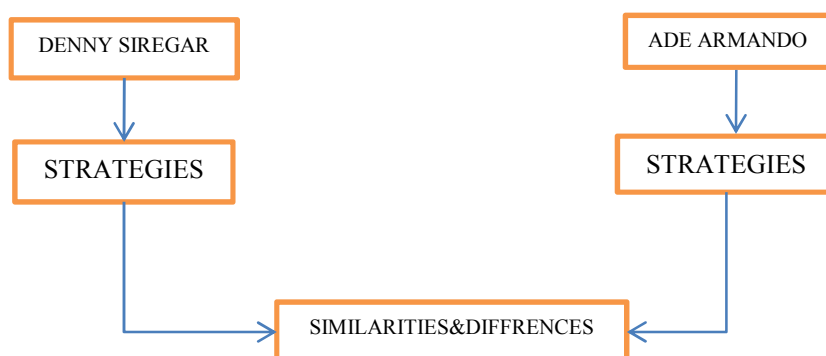 DENNY SIREGAR
ADE ARMANDO
STRATEGIES
STRATEGIES
SIMILARITIES&DIFFRENCES